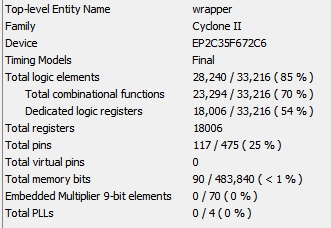 Top-level Entity Name wrapper
Family Cyclone II
Device EP2C35F672C6
Timing Models Final
Total logic elements 28,240 / 33,216 ( 85 % )
Total combinational functions 23,294 / 33,216 ( 70 % )
Dedicated logic registers 18,006 / 33,216 ( 54 % )
Total registers 18006
Total pins 117 / 475 ( 25 % )
Total virtual pins 0
Total memory bits 90 / 483,840 ( < 1 % )
Embedded Multiplier 9-bit elements 0 / 70 ( 0 % )
Total PLLs 0 / 4 ( 0 % )